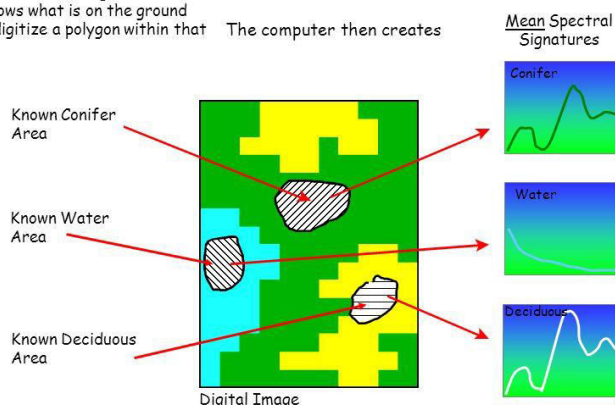 ows what is on the ground
digitize a polygon within that
The computer then creates
Mean Spectral
Signatures
Conifer
Known Conifer
Area
Water
Known Water
Area
Deciduous
Known Deciduous
Area
Digital Image